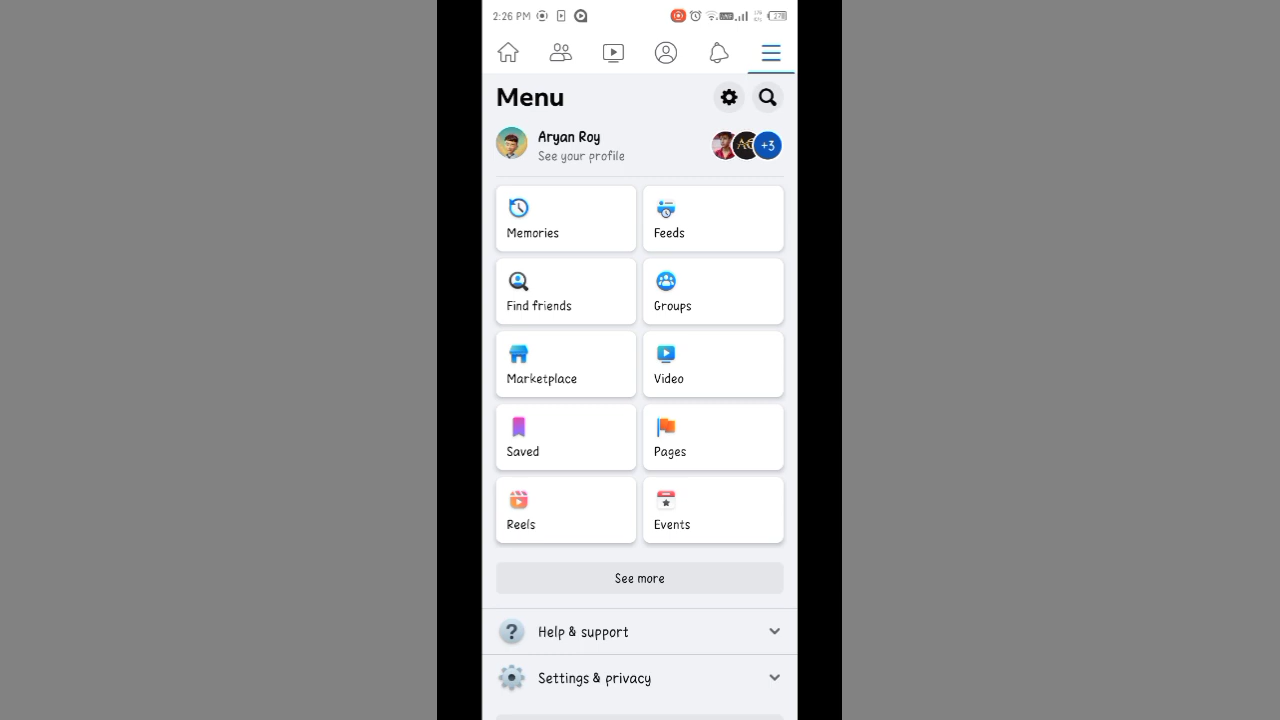 2:26 PM
Menu
Aryan Roy
See your profile
+3
Memories
Feeds
Find friends
Groups
Marketplace
Video
Saved
Pages
Reels
Events
See more
Help & support
Settings & privacy